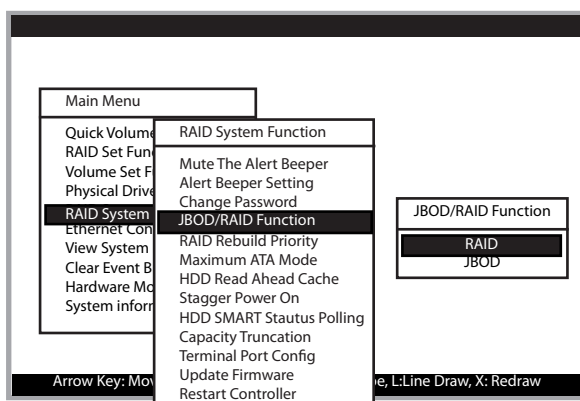 Main Menu
Quick Volume
RAID Set Fun
Volume Set F
Physical Drive
RAID System
Ethernet Con
View System
Clear Event B
Hardware Mo
System infor
RAID System Function
Mute The Alert Beeper
Alert Beeper Setting
Change Password
JBOD/RAID Function
RAID Rebuild Priority
Maximum ATA Mode
HDD Read Ahead Cache
Stagger Power On
HDD SMART Stautus Polling
Capacity Truncation
Terminal Port Config
Update Firmware
Restart Controller
JBOD/RAID Function
RAID
JBOD
Arrow Key: Mov
e, L:Line Draw, X: Redraw